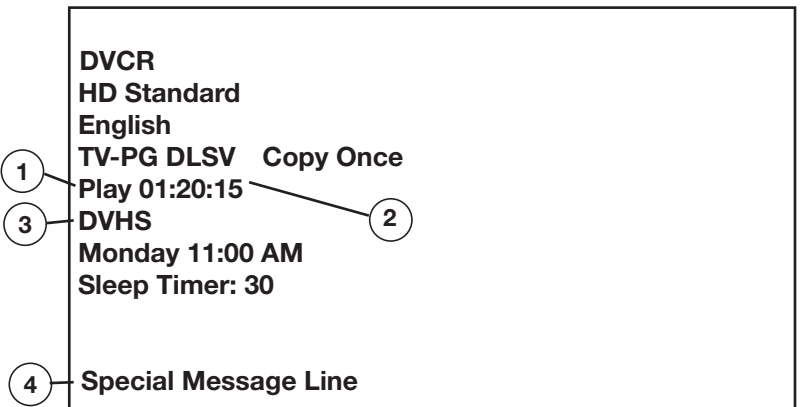 DVCR
HD Standard
English
TV-PG DLSV Copy Once
1
Play 01:20:15
2
3
DVHS
Monday 11:00 AM
Sleep Timer: 30
4
Special Message Line